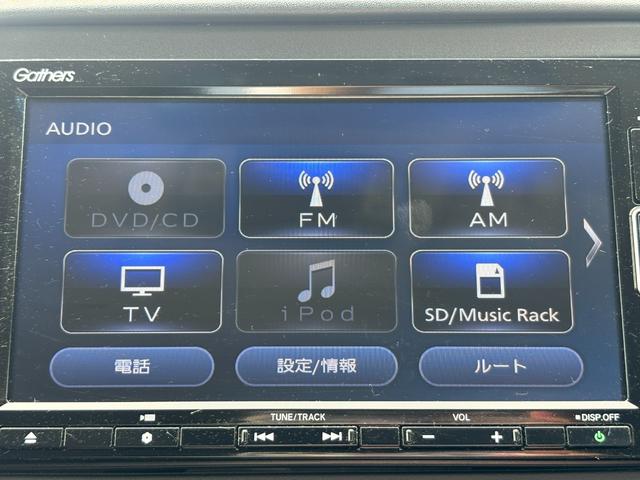 Gathers
AUDIO
DVD/CD
FM
AM
TV
iPod
SD/Music Rack
電話
設定/情報
ルート
TUNE/TRACK
VOL
DISP.OFF